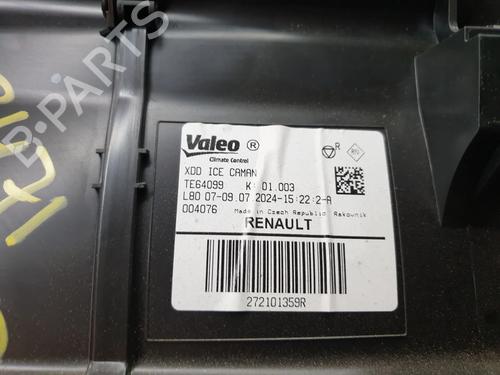 B-PARTS
Valeo ®
Climate Control
R
XDD ICE CAMAN
TE64099 K: 01.003
L80 07-09.07.2024-15:22:2-A
004076 Made in Czech Republic Rakovnik
RENAULT
272101359R